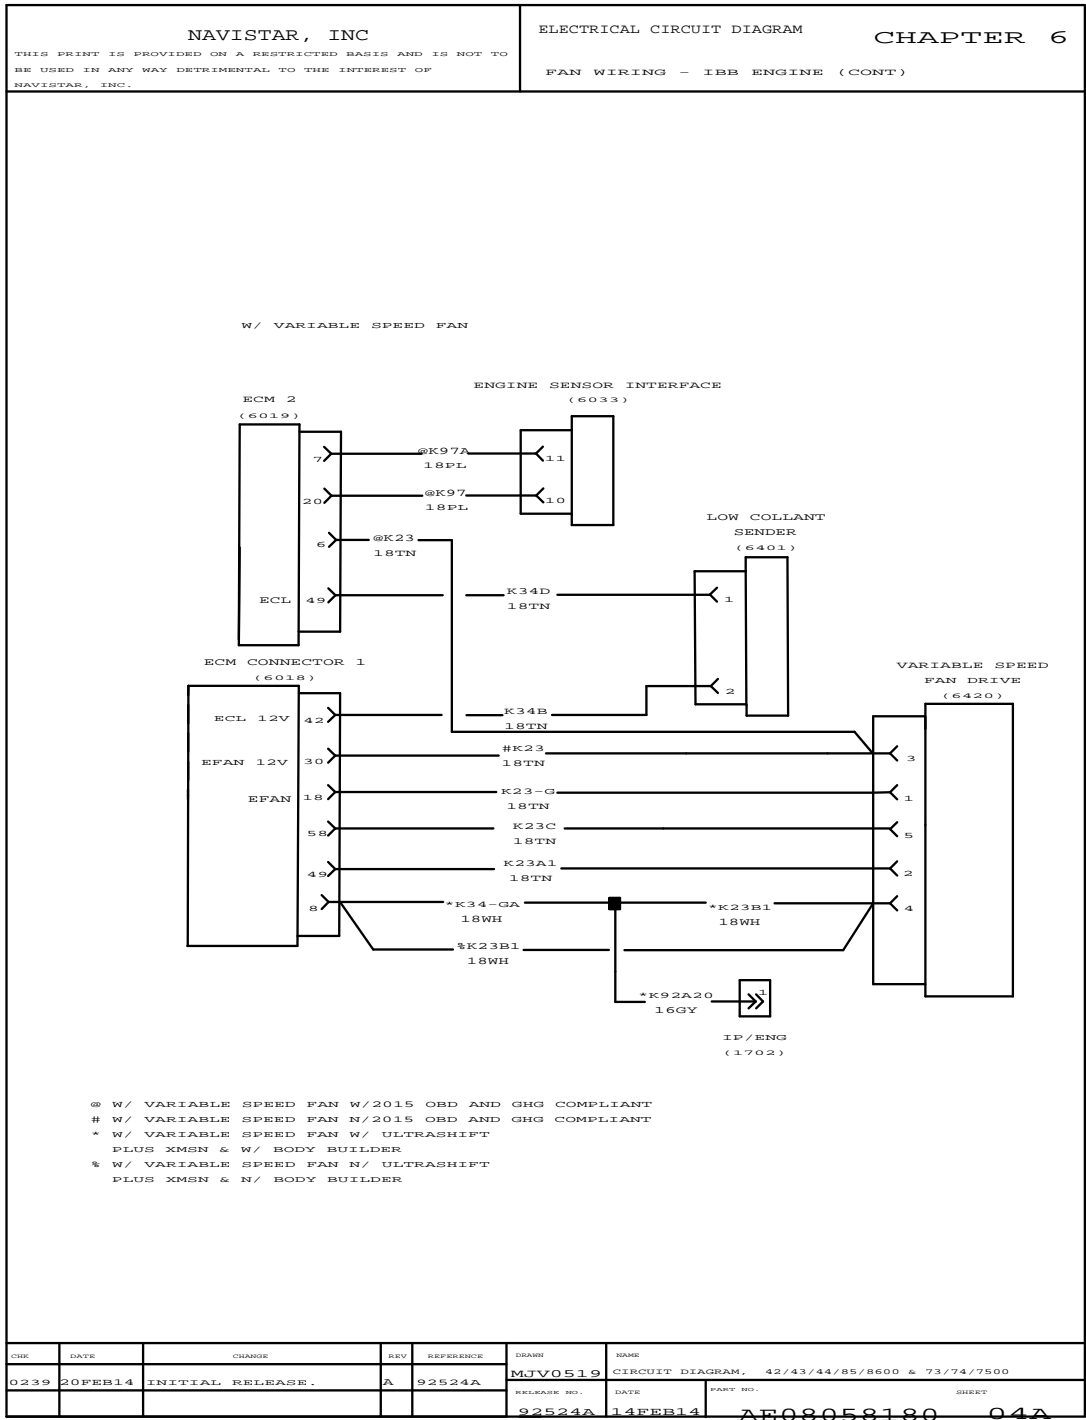 NAVISTAR, INC
THIS PRINT IS PROVIDED ON A RESTRICTED BASIS AND IS NOT TO
BE USED IN ANY WAY DETRIMENTAL TO THE INTEREST OF
NAVISTAR, INC.
ELECTRICAL CIRCUIT DIAGRAM
CHAPTER 6
FAN WIRING - IBB ENGINE (CONT)
W/ VARIABLE SPEED FAN
ECM 2
(6019)
ENGINE SENSOR INTERFACE
(6033)
7
@K97A
18PL
11
20
@K97
18PL
10
6
@K23
18TN
LOW COLLANT
SENDER
(6401)
ECL 49
K34D
18TN
1
ECM CONNECTOR 1
(6018)
VARIABLE SPEED
FAN DRIVE
(6420)
2
ECL 12V 42
K34B
18TN
EFAN 12V 30
#K23
18TN
3
EFAN 18
K23-G
18TN
1
58
K23C
18TN
5
49
K23A1
18TN
2
8
*K34-GA
18WH
*K23B1
18WH
4
%K23B1
18WH
*K92A20
16GY
1
IP/ENG
(1702)
@ W/ VARIABLE SPEED FAN W/2015 OBD AND GHG COMPLIANT
# W/ VARIABLE SPEED FAN N/2015 OBD AND GHG COMPLIANT
* W/ VARIABLE SPEED FAN W/ ULTRASHIFT
PLUS XMSN & W/ BODY BUILDER
% W/ VARIABLE SPEED FAN N/ ULTRASHIFT
PLUS XMSN & N/ BODY BUILDER
CHK DATE CHANGE REV REFERENCE
0239 20FEB14 INITIAL RELEASE. A 92524A
DRAWN
MJV0519
NAME
CIRCUIT DIAGRAM, 42/43/44/85/8600 & 73/74/7500
RELEASE NO.
92524A
DATE
14FEB14
PART NO.
AE08058180
SHEET
04A